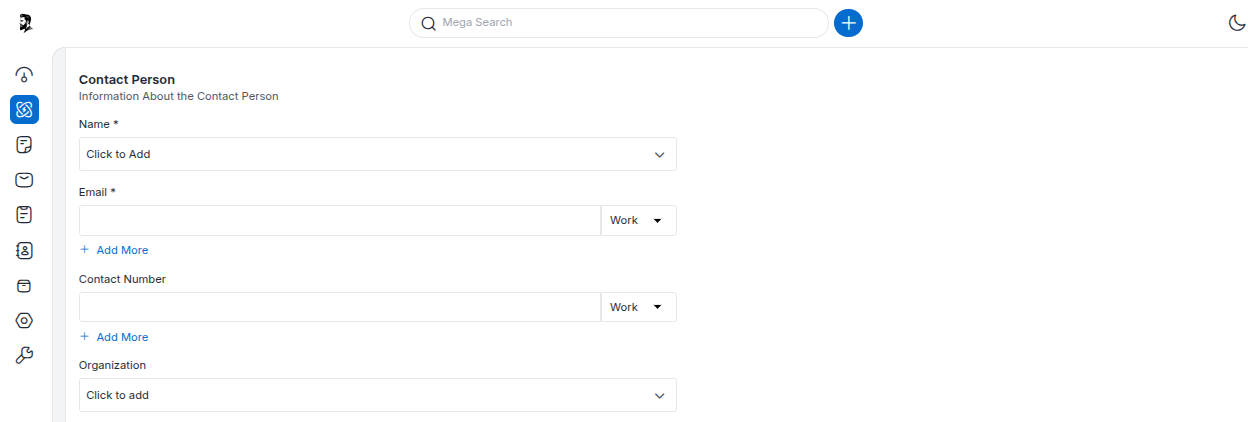 Mega Search
Contact Person
Information About the Contact Person
Name *
Click to Add
Email *
Work
+ Add More
Contact Number
Work
+ Add More
Organization
Click to add